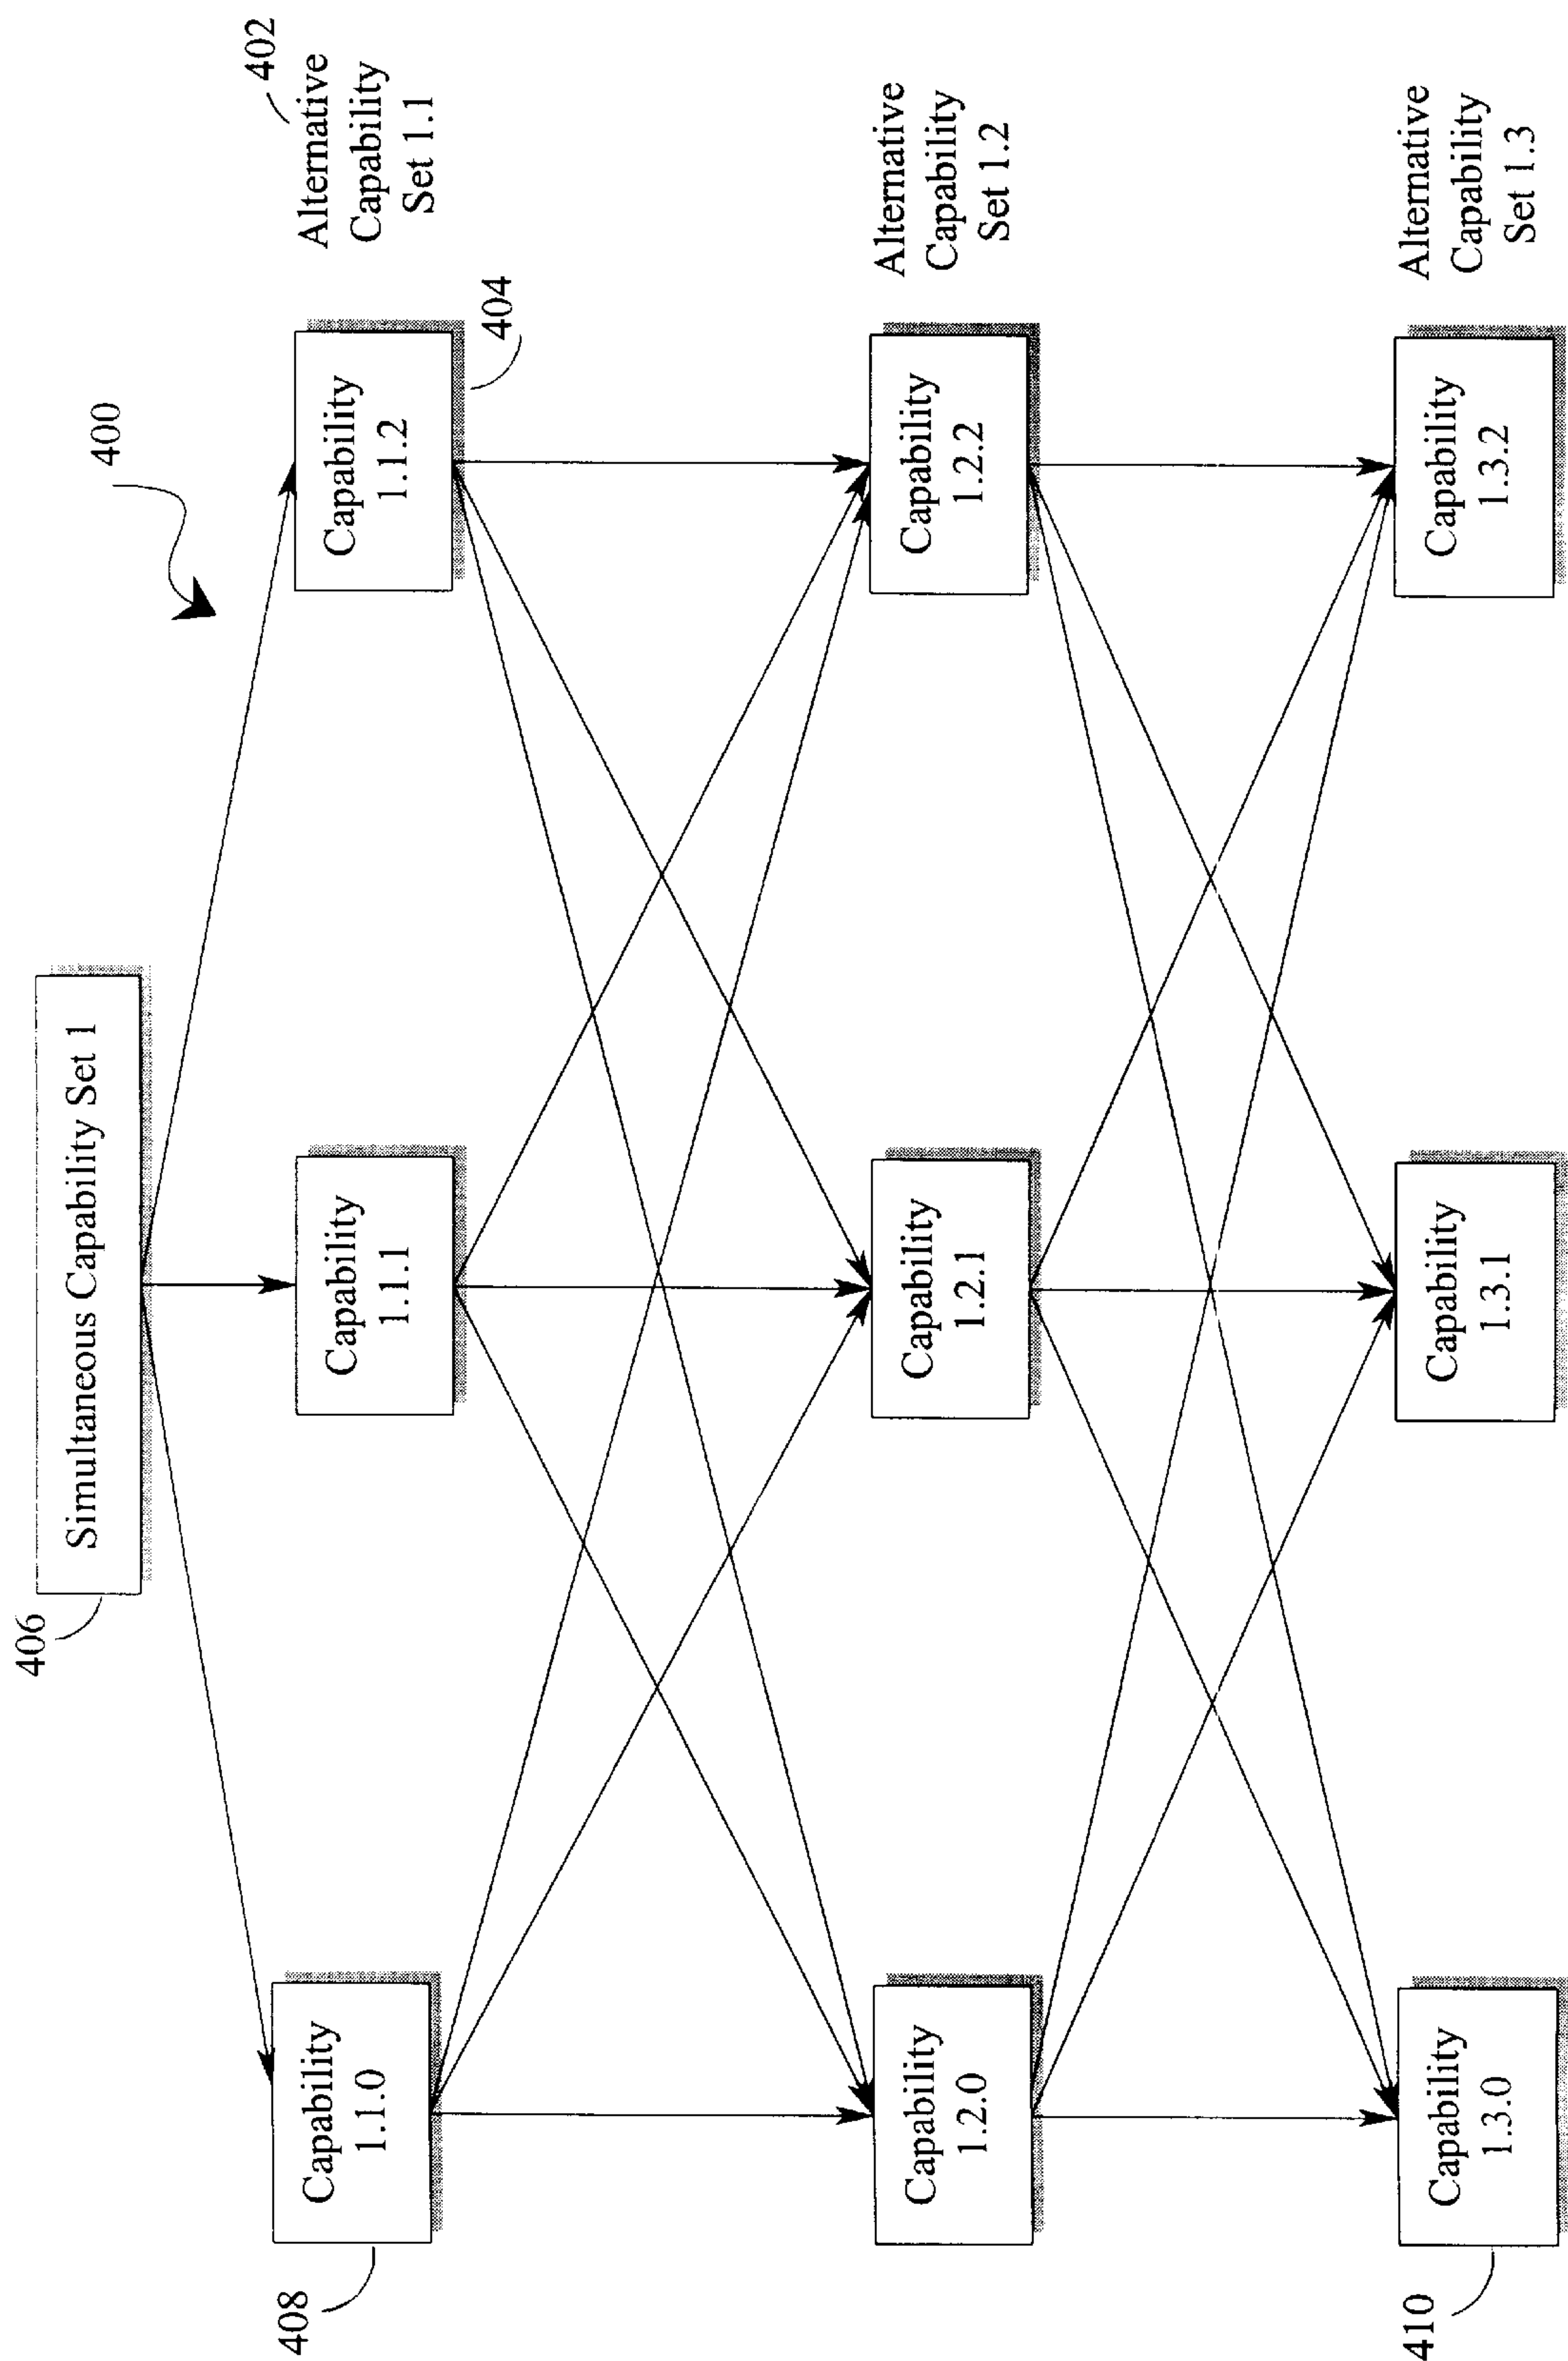 406
Simultaneous Capability Set 1
400
402
Alternative
Capability
Set 1.1
408
Capability
1.1.0
Capability
1.1.1
Capability
1.1.2
404
Capability
1.2.0
Capability
1.2.1
Capability
1.2.2
Alternative
Capability
Set 1.2
410
Capability
1.3.0
Capability
1.3.1
Capability
1.3.2
Alternative
Capability
Set 1.3